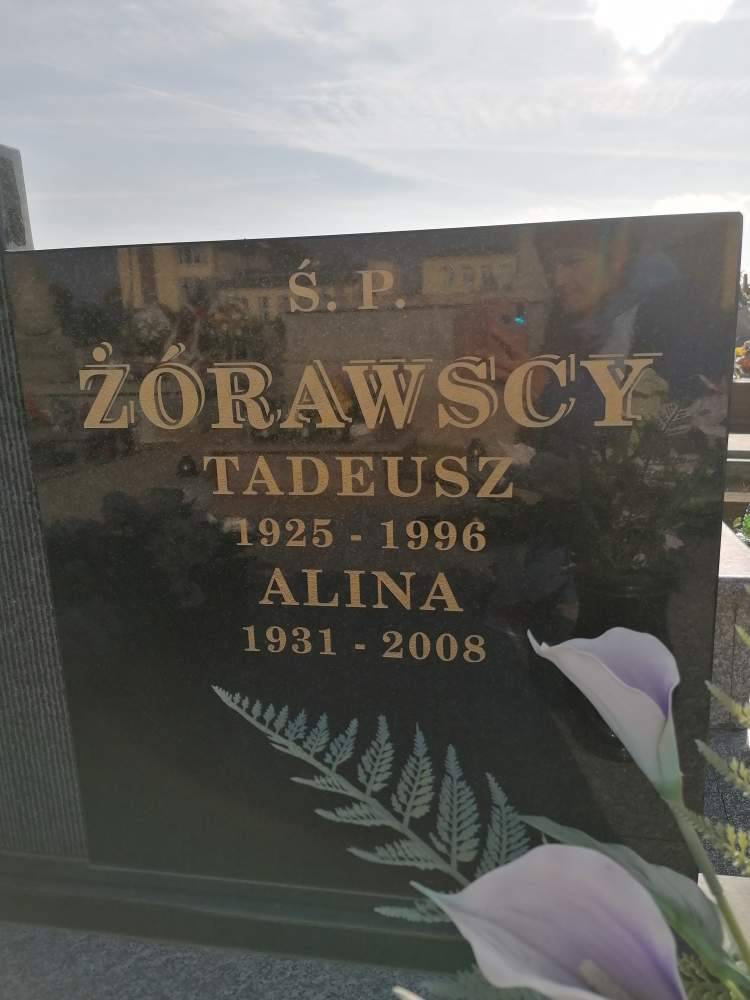 Ś. P.
ŻÓRAWSCY
TADEUSZ
1925 - 1996
ALINA
1931 - 2008